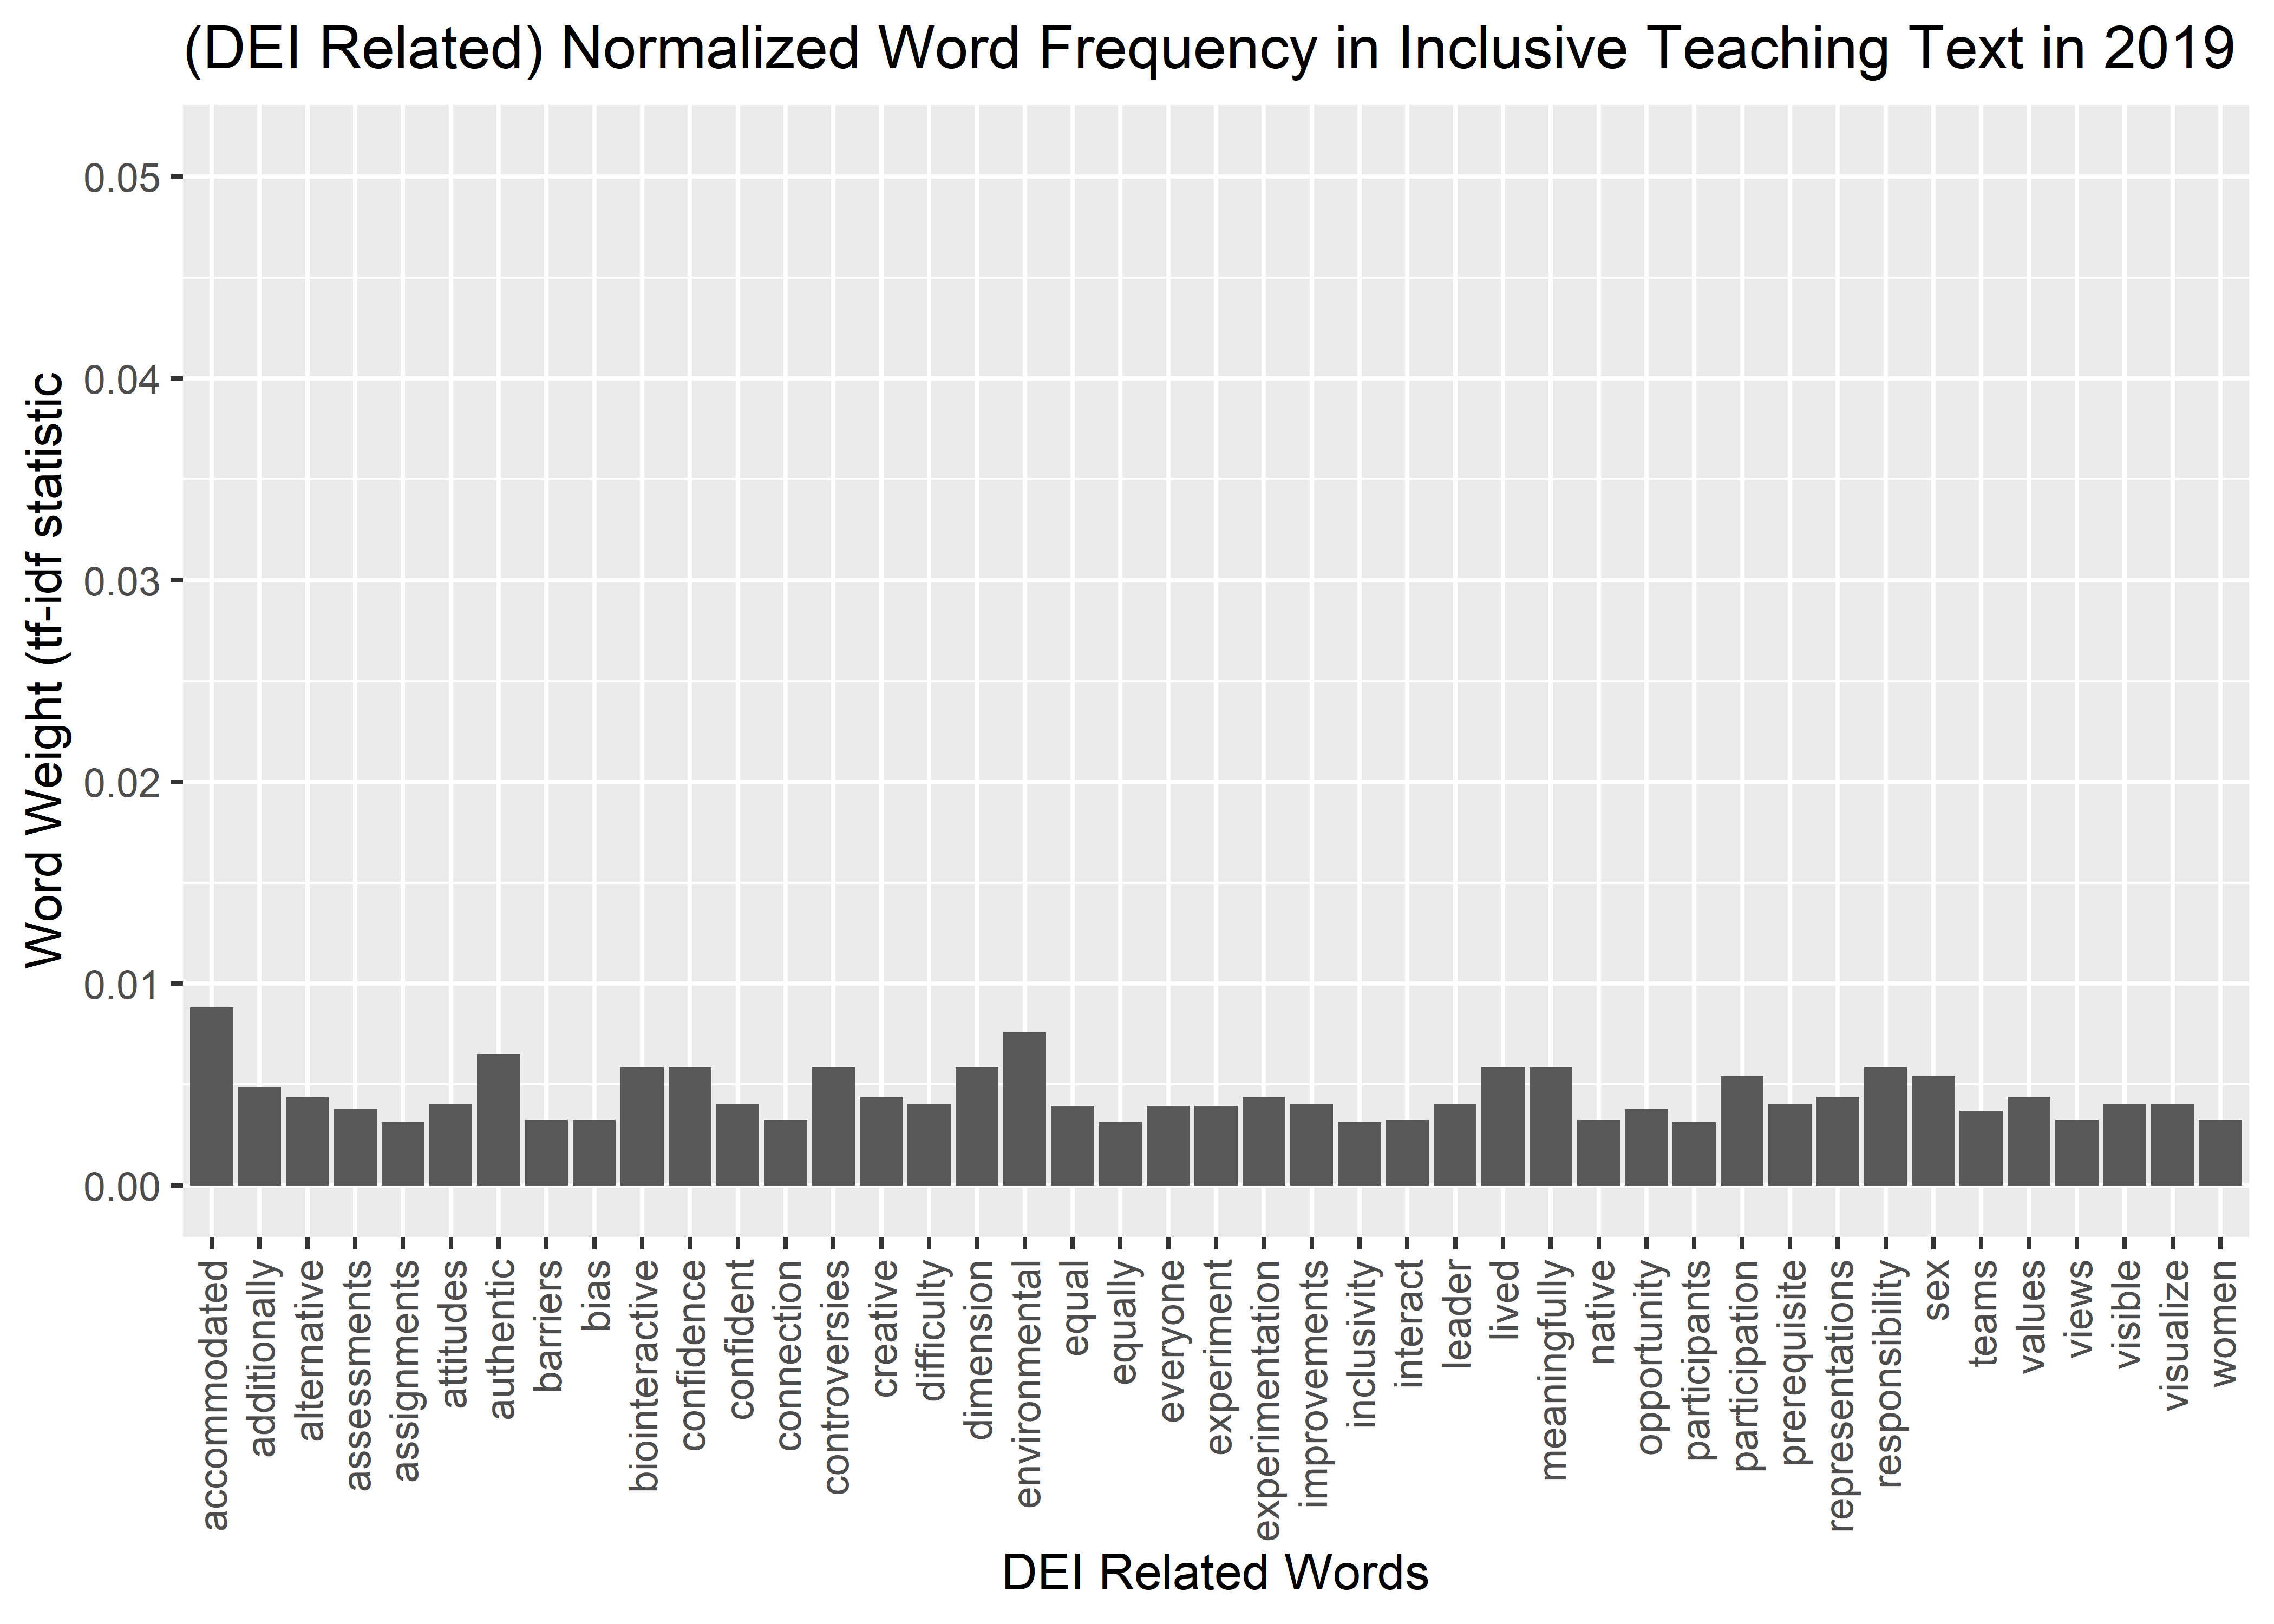 (DEI Related) Normalized Word Frequency in Inclusive Teaching Text in 2019
Word Weight (tf-idf statistic
0.05
0.04
0.03
0.02
0.01
0.00
accommodated
additionally
alternative
assessments
assignments
attitudes
authentic
barriers
bias
biointeractive
confidence
confident
connection
controversies
creative
difficulty
dimension
environmental
equal
equally
everyone
experiment
experimentation
improvements
inclusivity
interact
leader
lived
meaningfully
native
opportunity
participants
participation
prerequisite
representations
responsibility
sex
teams
values
views
visible
visualize
women
DEI Related Words